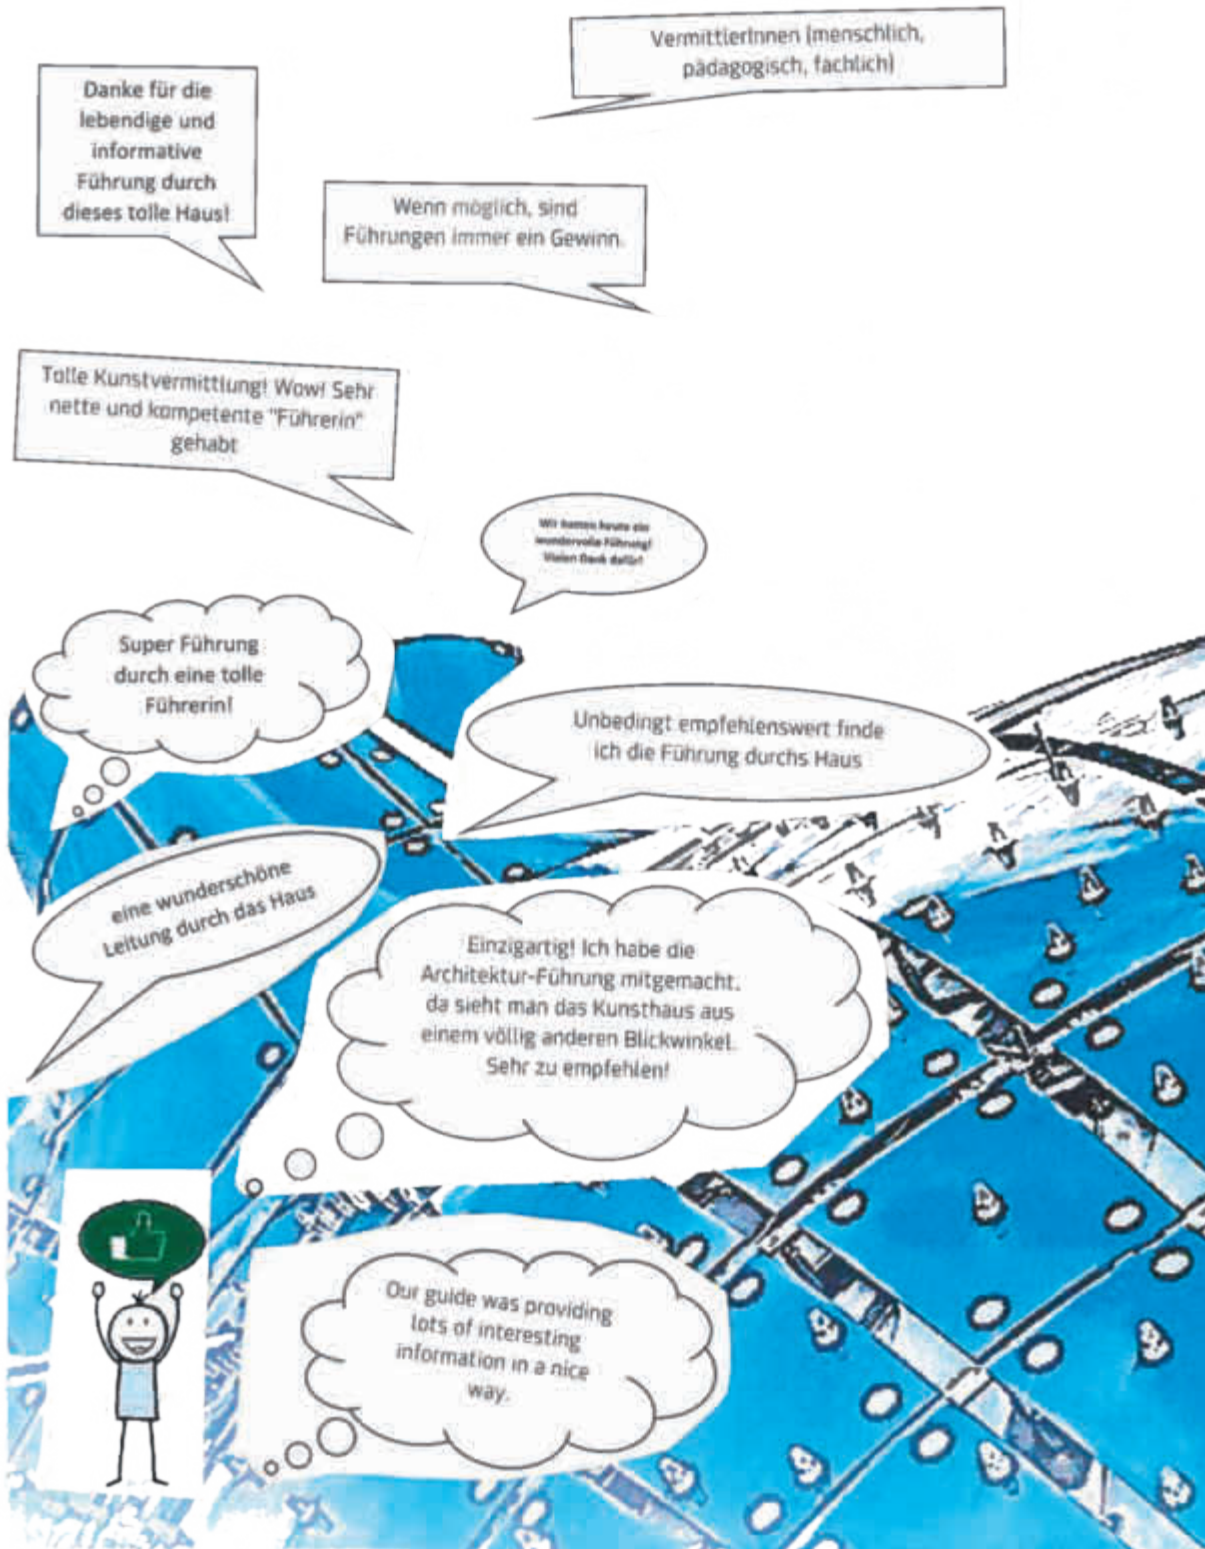 VermittlerInnen (menschlich,
pädagogisch, fachlich)
Danke für die
lebendige und
informative
Führung durch
dieses tolle Haus!
Wenn möglich, sind
Führungen immer ein Gewinn.
Tolle Kunstvermittlung! Wow! Sehr
nette und kompetente "Führerin"
gehabt
Wir hatten heute ein
wundervolle Führung!
Vielen Dank dafür!
Super Führung
durch eine tolle
Führerin!
Unbedingt empfehlenswert finde
ich die Führung durchs Haus
eine wunderschöne
Leitung durch das Haus
Einzigartig! Ich habe die
Architektur-Führung mitgemacht,
da sieht man das Kunsthaus aus
einem völlig anderen Blickwinkel.
Sehr zu empfehlen!
Our guide was providing
lots of interesting
information in a nice
way.